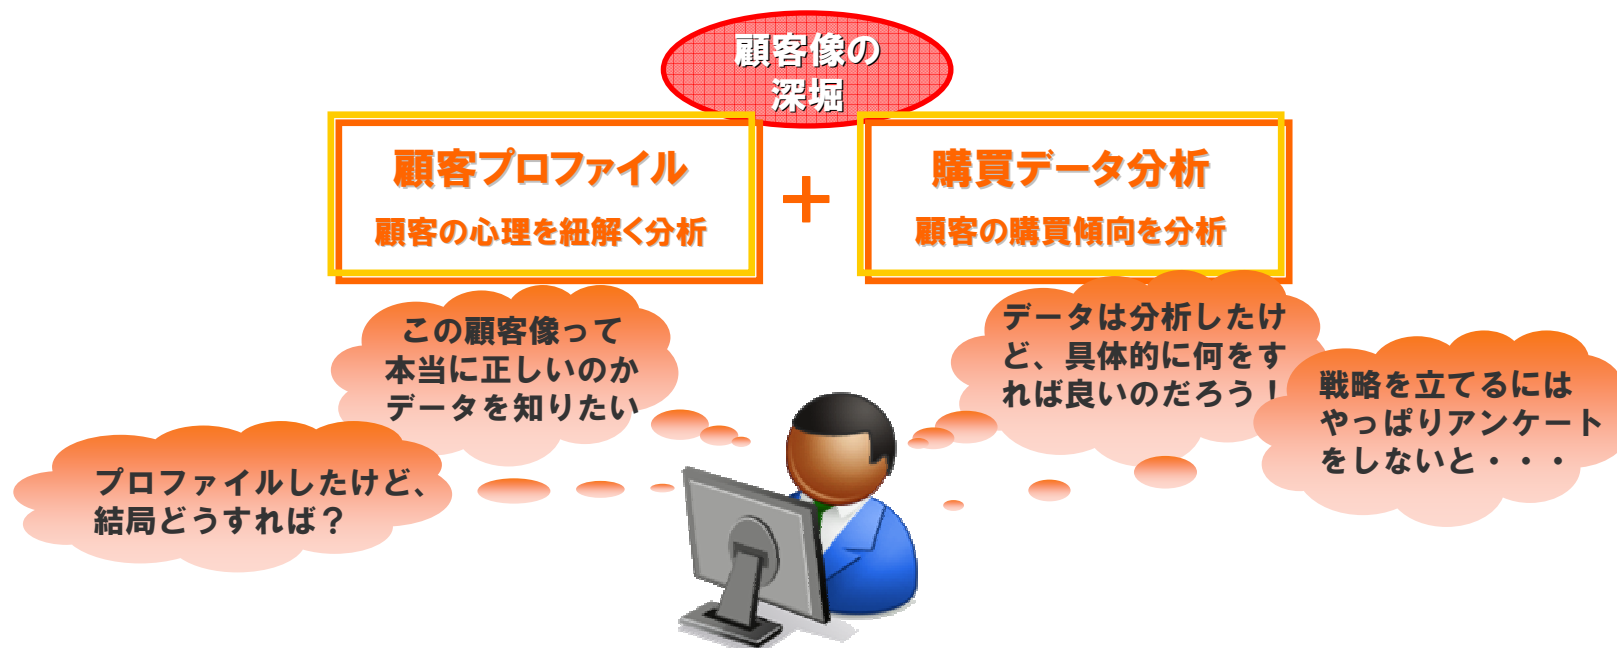 顧客像の
深堀
顧客プロファイル
顧客の心理を紐解く分析
+
購買データ分析
顧客の購買傾向を分析
この顧客像って
本当に正しいのか
データを知りたい
プロファイルしたけど、
結局どうすれば？
データは分析したけ
ど、具体的に何をす
れば良いのだろう！
戦略を立てるには
やっぱりアンケート
をしないと・・・